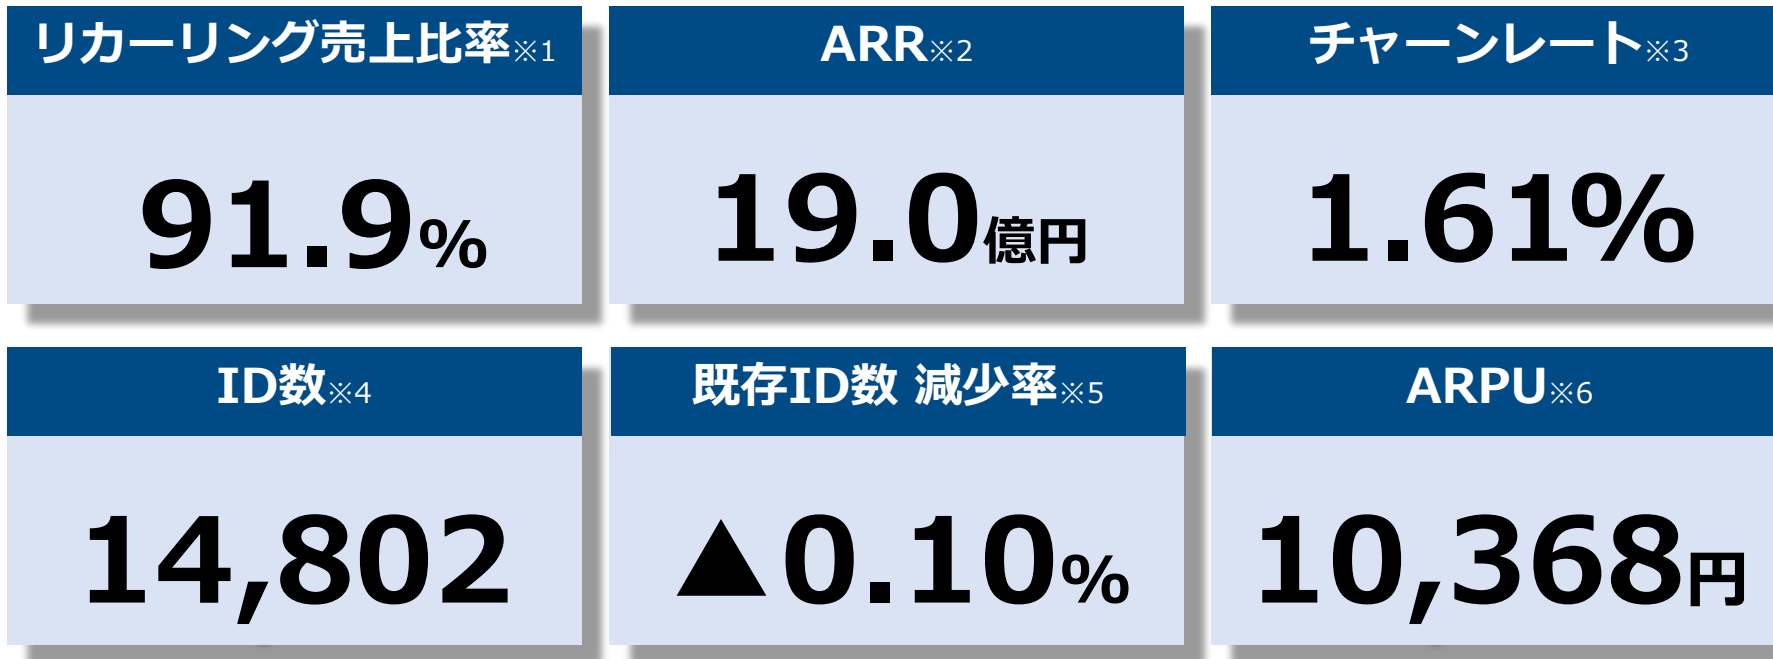 リカーリング売上比率※1
91.9%
ARR※2
19.0億円
チャーンレート※3
1.61%
ID数※4
14,802
既存ID数 減少率※5
▲0.10%
ARPU※6
10,368円